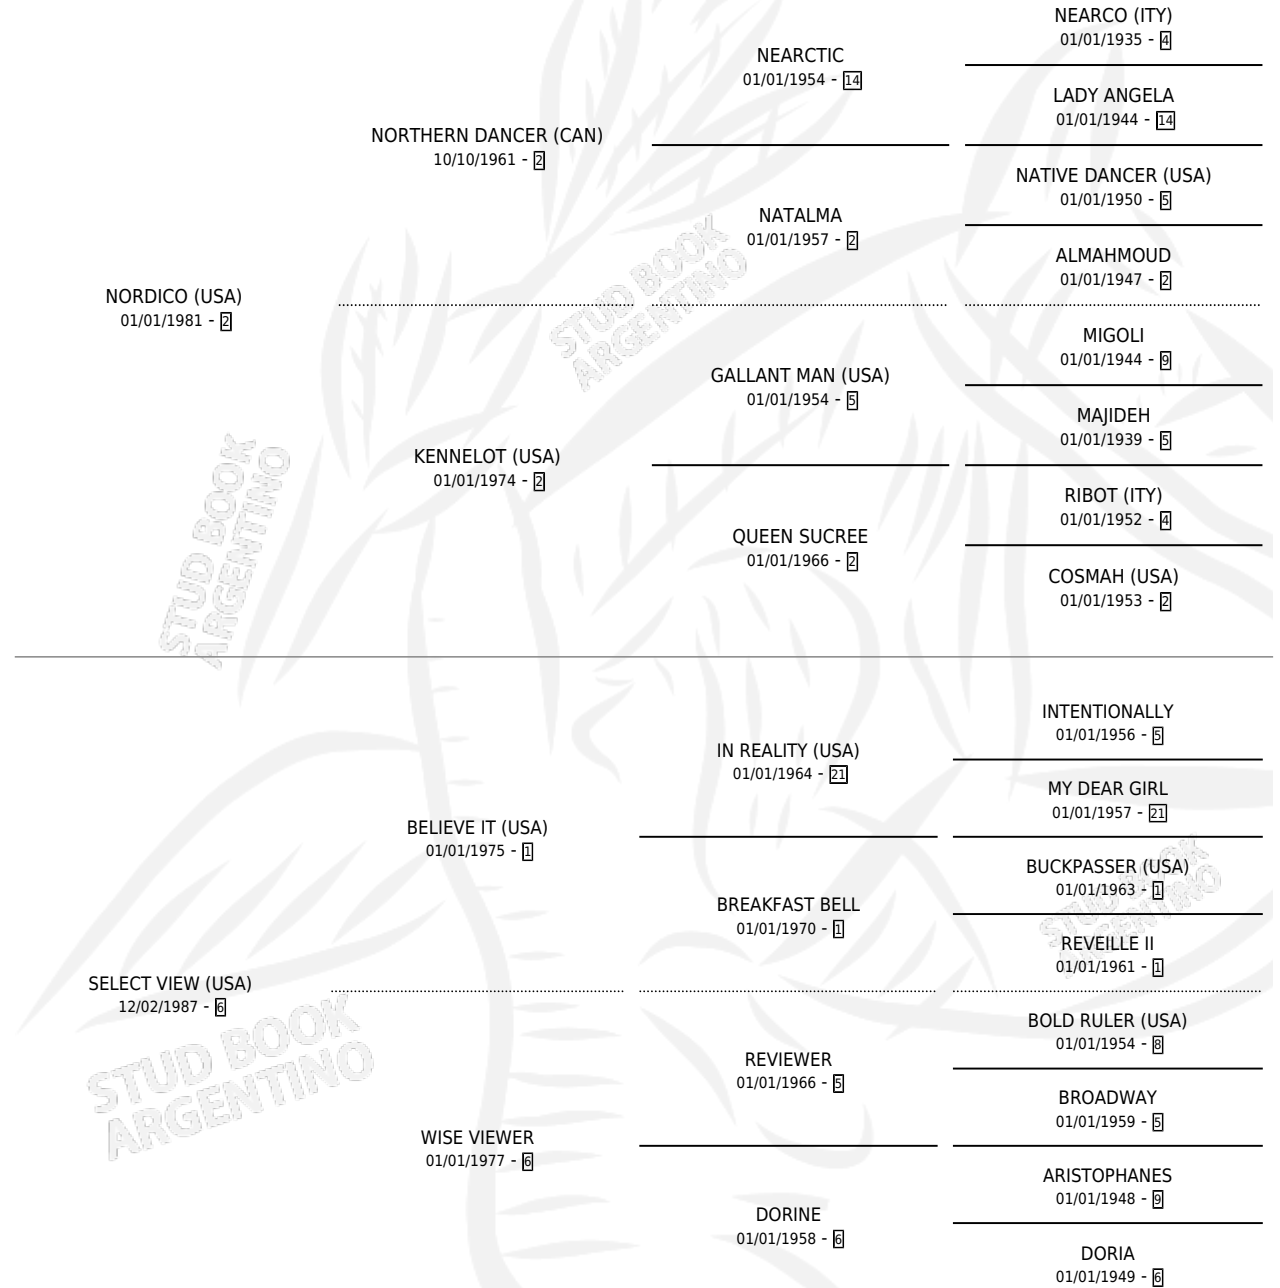 NEARCO (ITY)
01/01/1935 - 4
NEARCTIC
01/01/1954 - 14
LADY ANGELA
01/01/1944 - 14
NORTHERN DANCER (CAN)
10/10/1961 - 2
NATIVE DANCER (USA)
01/01/1950 - 5
NATALMA
01/01/1957 - 2
ALMAHMOUD
01/01/1947 - 2
NORDICO (USA)
01/01/1981 - 2
MIGOLI
01/01/1944 - 9
GALLANT MAN (USA)
01/01/1954 - 5
MAJIDEH
01/01/1939 - 5
KENNELOT (USA)
01/01/1974 - 2
RIBOT (ITY)
01/01/1952 - 4
QUEEN SUCREE
01/01/1966 - 2
COSMAH (USA)
01/01/1953 - 2
INTENTIONALLY
01/01/1956 - 5
IN REALITY (USA)
01/01/1964 - 21
MY DEAR GIRL
01/01/1957 - 21
BELIEVE IT (USA)
01/01/1975 - 1
BUCKPASSER (USA)
01/01/1963 - 1
BREAKFAST BELL
01/01/1970 - 1
REVEILLE II
01/01/1961 - 1
SELECT VIEW (USA)
12/02/1987 - 6
BOLD RULER (USA)
01/01/1954 - 8
REVIEWER
01/01/1966 - 5
BROADWAY
01/01/1959 - 5
WISE VIEWER
01/01/1977 - 6
ARISTOPHANES
01/01/1948 - 9
DORINE
01/01/1958 - 6
DORIA
01/01/1949 - 6
STUD BOOK
ARGENTINO
STUD BOOK
ARGENTINO
STUD BOOK
ARGENTINO
STUD BOOK
ARGENTINO